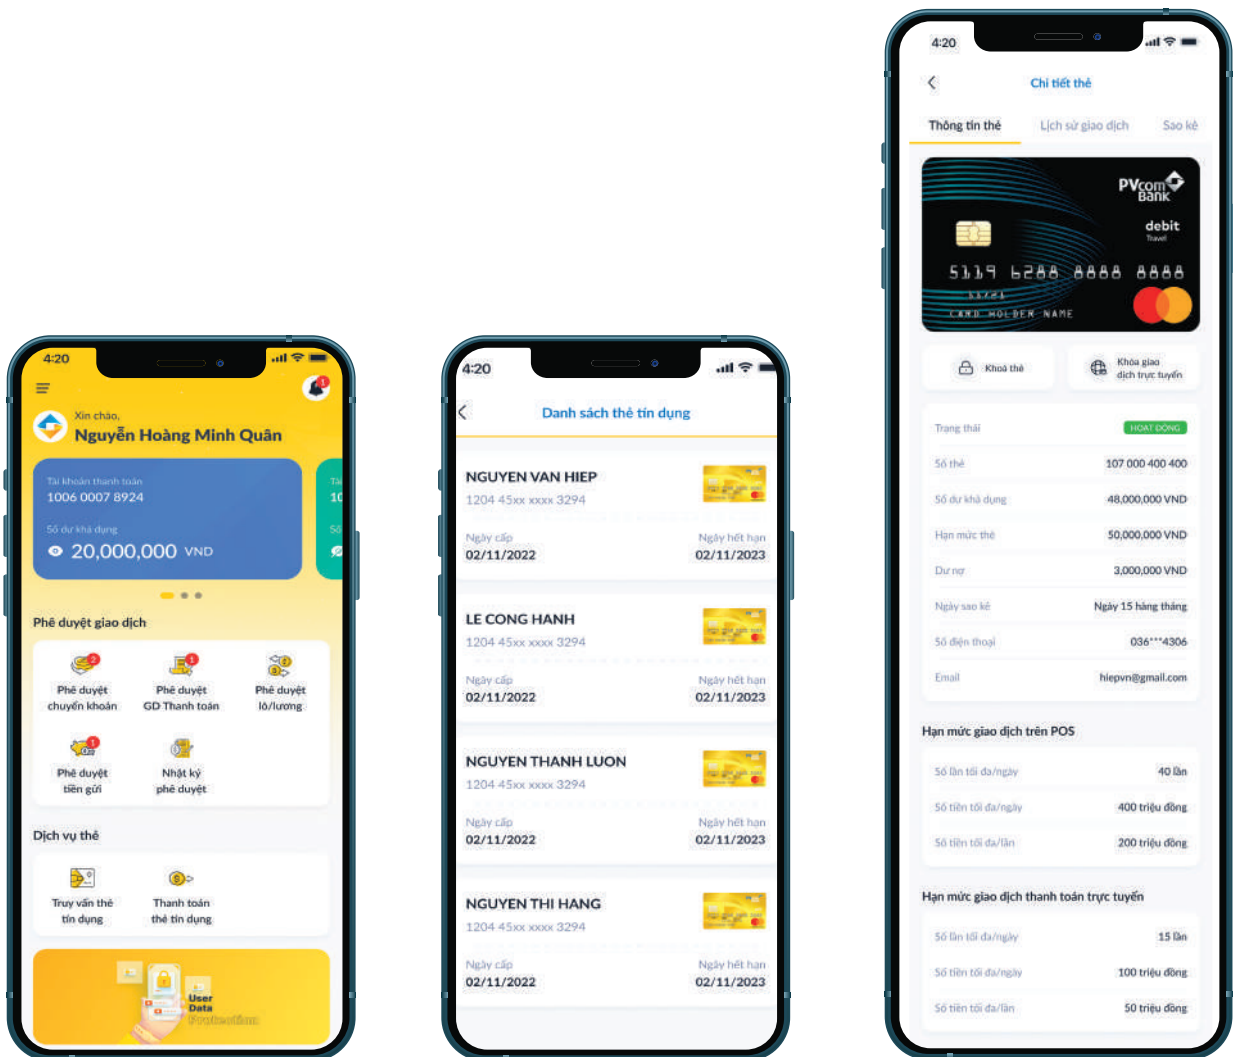 4:20
Xin chào,
Nguyễn Hoàng Minh Quân
Tài khoản thanh toán
1006 0007 8924
Số dư khả dụng
20,000,000 VND
Phê duyệt giao dịch
2
Phê duyệt
chuyển khoản
1
Phê duyệt
GD Thanh toán
Phê duyệt
lô/lương
1
Phê duyệt
tiền gửi
Nhật ký
phê duyệt
Dịch vụ thẻ
Truy vấn thẻ
tín dụng
Thanh toán
thẻ tín dụng
User
Data
Protection
4:20
Danh sách thẻ tín dụng
NGUYEN VAN HIEP
1204 45xx xxxx 3294
Ngày cấp Ngày hết hạn
02/11/2022 02/11/2023
LE CONG HANH
1204 45xx xxxx 3294
Ngày cấp Ngày hết hạn
02/11/2022 02/11/2023
NGUYEN THANH LUON
1204 45xx xxxx 3294
Ngày cấp Ngày hết hạn
02/11/2022 02/11/2023
NGUYEN THI HANG
1204 45xx xxxx 3294
Ngày cấp Ngày hết hạn
02/11/2022 02/11/2023
4:20
Chi tiết thẻ
Thông tin thẻ Lịch sử giao dịch Sao kê
PVcom
Bank
debit
Travel
5119 6288 8888 8888
CARD HOLDER NAME
Khoá thẻ
Khóa giao
dịch trực tuyến
Trạng thái HOẠT ĐỘNG
Số thẻ 107 000 400 400
Số dư khả dụng 48,000,000 VND
Hạn mức thẻ 50,000,000 VND
Dư nợ 3,000,000 VND
Ngày sao kê Ngày 15 hàng tháng
Số điện thoại 036***4306
Email hiepvn@gmail.com
Hạn mức giao dịch trên POS
Số lần tối đa/ngày 40 lần
Số tiền tối đa/ngày 400 triệu đồng
Số tiền tối đa/lần 200 triệu đồng
Hạn mức giao dịch thanh toán trực tuyến
Số lần tối đa/ngày 15 lần
Số tiền tối đa/ngày 100 triệu đồng
Số tiền tối đa/lần 50 triệu đồng